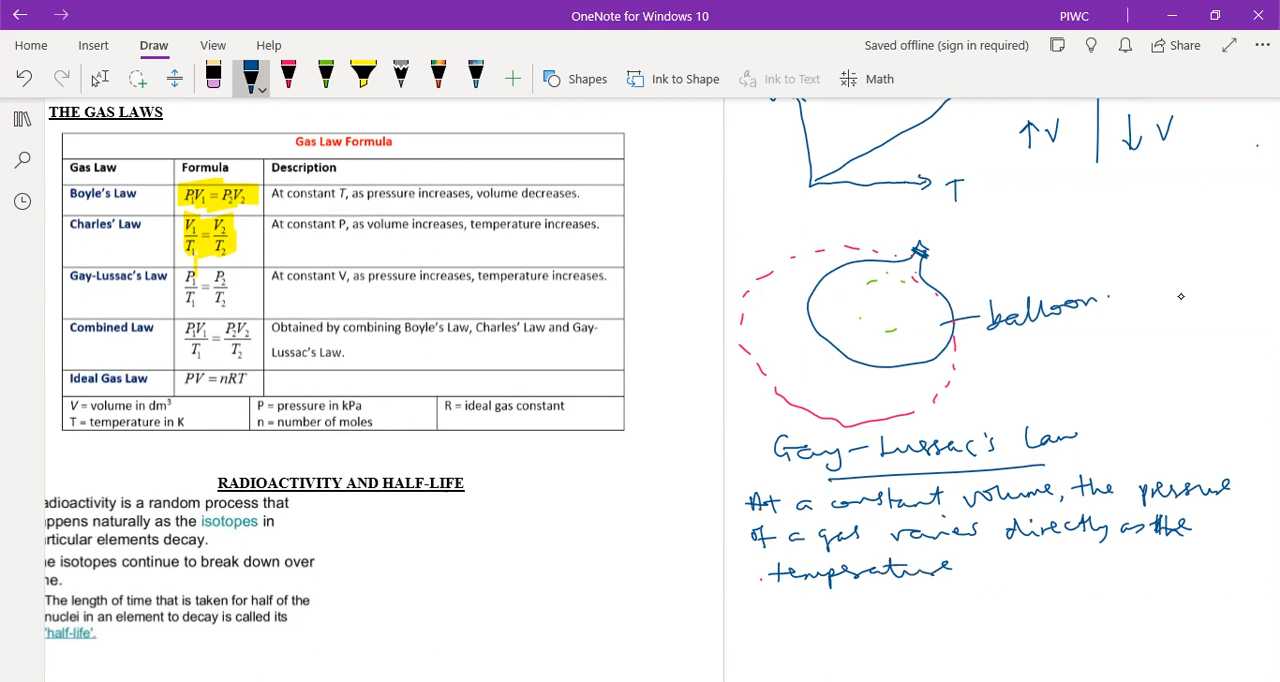 OneNote for Windows 10
PIWC
Home Insert Draw View Help
Saved offline (sign in required)
Share
Shapes
Ink to Shape
Ink to Text
Math
THE GAS LAWS
Gas Law Formula
Gas Law Formula Description
Boyle's Law P₁V₁ = P₂V₂ At constant T, as pressure increases, volume decreases.
Charles' Law V₁/T₁ = V₂/T₂ At constant P, as volume increases, temperature increases.
Gay-Lussac's Law P₁/T₁ = P₂/T₂ At constant V, as pressure increases, temperature increases.
Combined Law P₁V₁/T₁ = P₂V₂/T₂ Obtained by combining Boyle's Law, Charles' Law and Gay-
Lussac's Law.
Ideal Gas Law PV = nRT
V = volume in dm³ P = pressure in kPa R = ideal gas constant
T = temperature in K n = number of moles
RADIOACTIVITY AND HALF-LIFE
adioactivity is a random process that
ppens naturally as the isotopes in
rticular elements decay.
e isotopes continue to break down over
ne.
The length of time that is taken for half of the
nuclei in an element to decay is called its
'half-life'.
↑V ↓V
T
balloon
Gay-Lussac's Law
At a constant volume, the pressure
of a gas varies directly as the
temperature